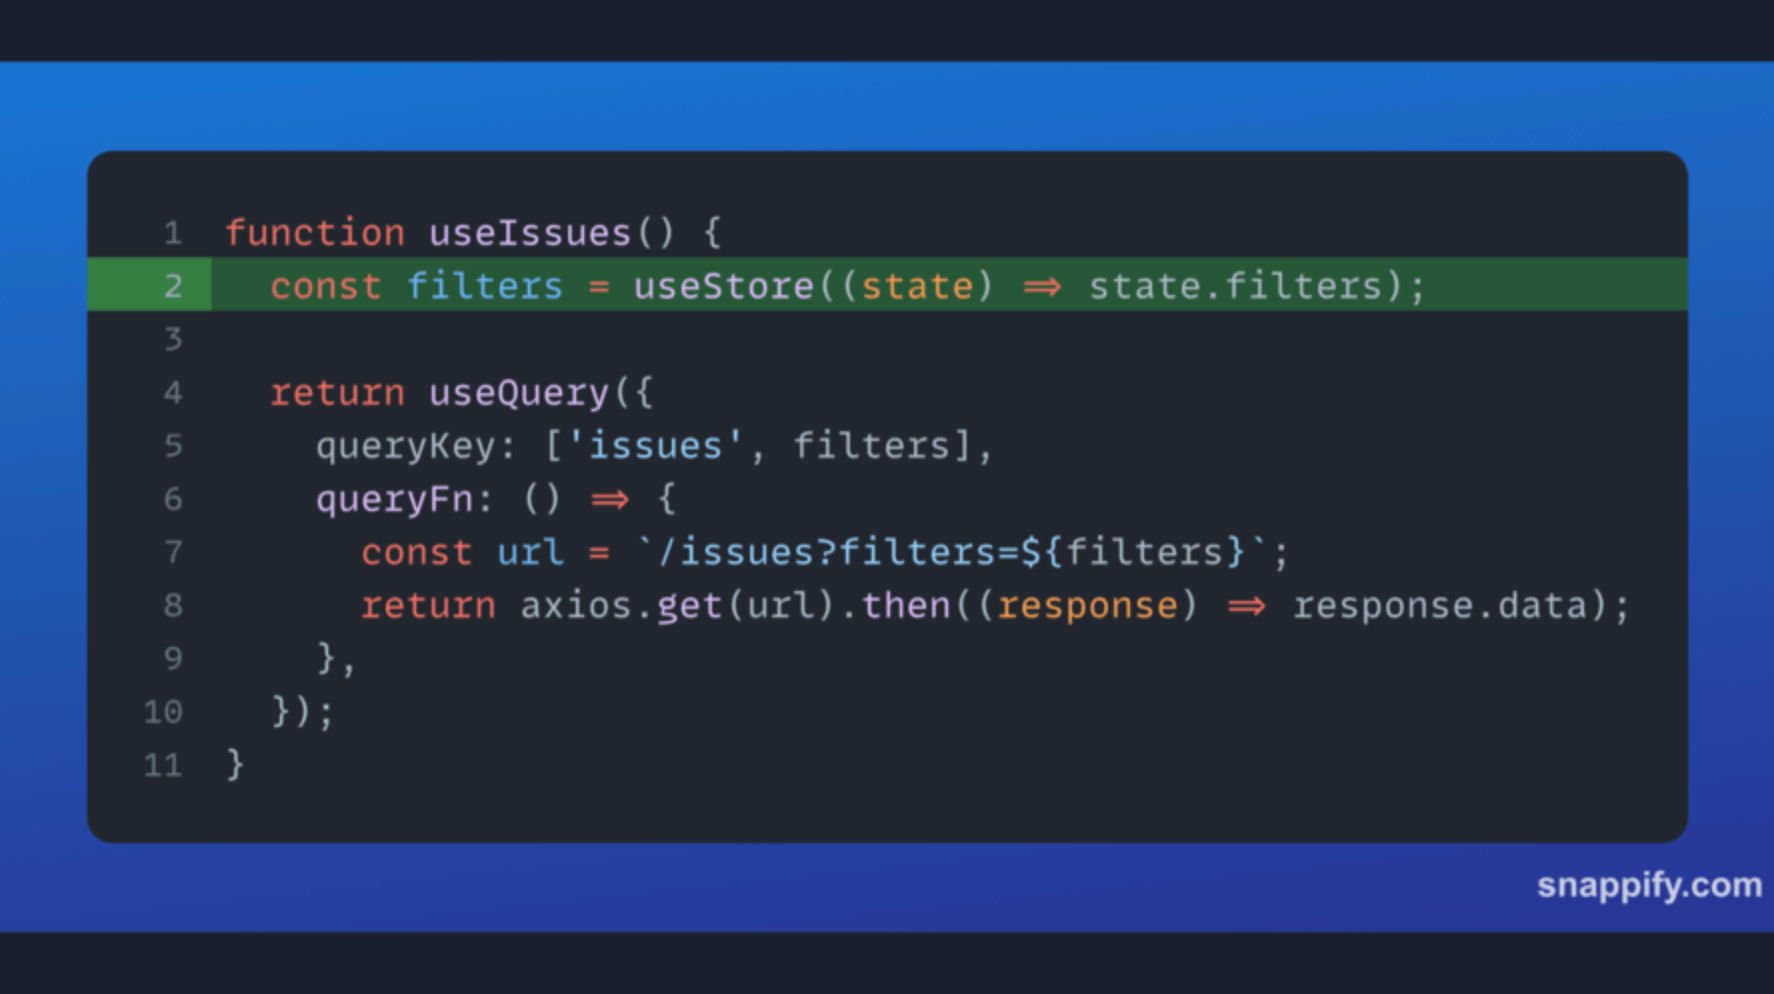 1 function useIssues() {
2 const filters = useStore((state) => state.filters);
3
4 return useQuery({
5 queryKey: ['issues', filters],
6 queryFn: () => {
7 const url = `/issues?filters=${filters}`;
8 return axios.get(url).then((response) => response.data);
9 },
10 });
11 }
snappify.com